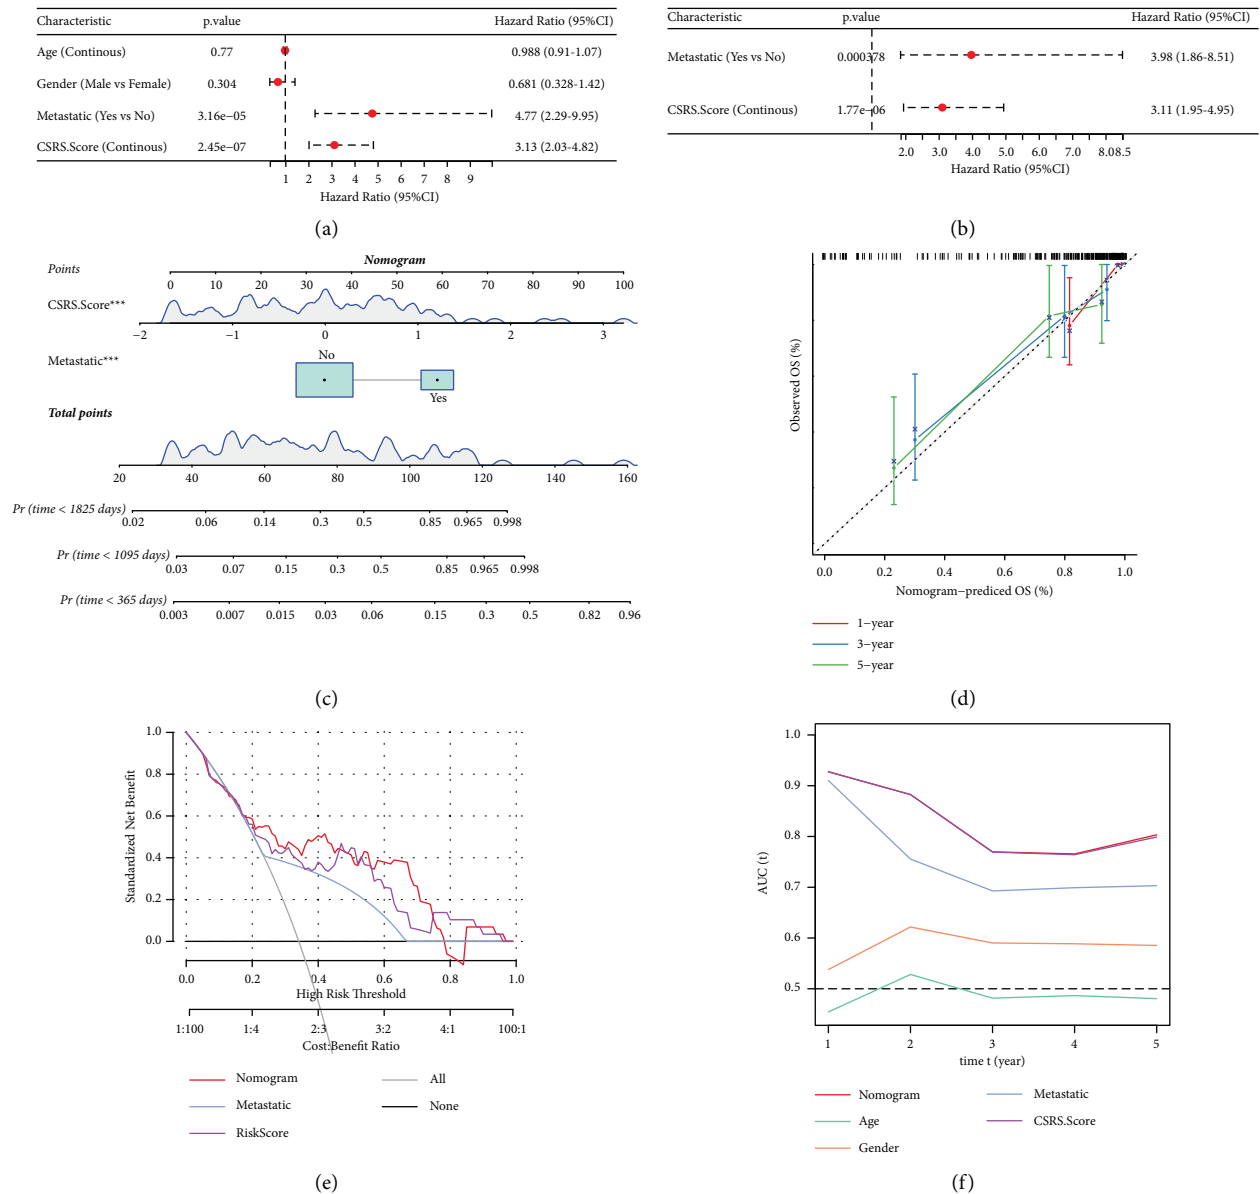 Characteristic p.value Hazard Ratio (95%CI)
Age (Continous) 0.77 0.988 (0.91-1.07)
Gender (Male vs Female) 0.304 0.681 (0.328-1.42)
Metastatic (Yes vs No) 3.16e−05 4.77 (2.29-9.95)
CSRS.Score (Continous) 2.45e−07 3.13 (2.03-4.82)
1 2 3 4 5 6 7 8 9
Hazard Ratio (95%CI)
(a)
Characteristic p.value Hazard Ratio (95%CI)
Metastatic (Yes vs No) 0.000378 3.98 (1.86-8.51)
CSRS.Score (Continous) 1.77e−06 3.11 (1.95-4.95)
2.0 3.0 4.0 5.0 6.0 7.0 8.0 8.5
Hazard Ratio (95%CI)
(b)
Nomogram
Points
0 10 20 30 40 50 60 70 80 90 100
CSRS.Score***
−2 −1 0 1 2 3
No
Metastatic***
Yes
Total points
20 40 60 80 100 120 140 160
Pr (time < 1825 days)
0.02 0.06 0.14 0.3 0.5 0.85 0.965 0.998
Pr (time < 1095 days)
0.03 0.07 0.15 0.3 0.5 0.85 0.965 0.998
Pr (time < 365 days)
0.003 0.007 0.015 0.03 0.06 0.15 0.3 0.5 0.82 0.96
(c)
Observed OS (%)
0.0 0.2 0.4 0.6 0.8 1.0
Nomogram−prediced OS (%)
1−year
3−year
5−year
(d)
Standardized Net Benefit
1.0
0.8
0.6
0.4
0.2
0.0
0.0 0.2 0.4 0.6 0.8 1.0
High Risk Threshold
1:100 1:4 2:3 3:2 4:1 100:1
Cost:Benefit Ratio
Nomogram All
Metastatic None
RiskScore
(e)
AUC (t)
1.0
0.9
0.8
0.7
0.6
0.5
1 2 3 4 5
time t (year)
Nomogram Metastatic
Age CSRS.Score
Gender
(f)